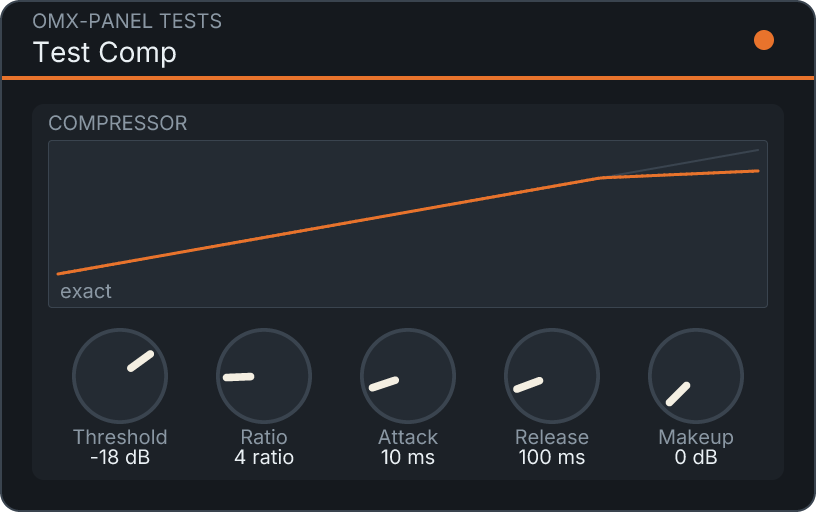 OMX-PANEL TESTS
Test Comp
COMPRESSOR
exact
Threshold Ratio Attack Release Makeup
-18 dB 4 ratio 10 ms 100 ms 0 dB